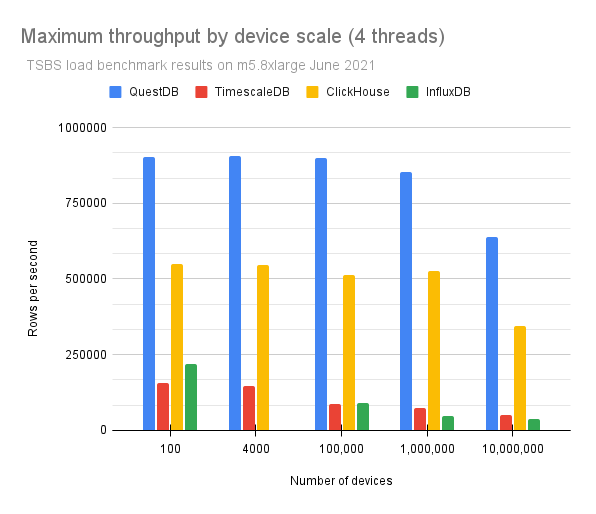 Maximum throughput by device scale (4 threads)
TSBS load benchmark results on m5.8xlarge June 2021
QuestDB TimescaleDB ClickHouse InfluxDB
1000000
750000
500000
250000
0
Rows per second
100 4000 100,000 1,000,000 10,000,000
Number of devices